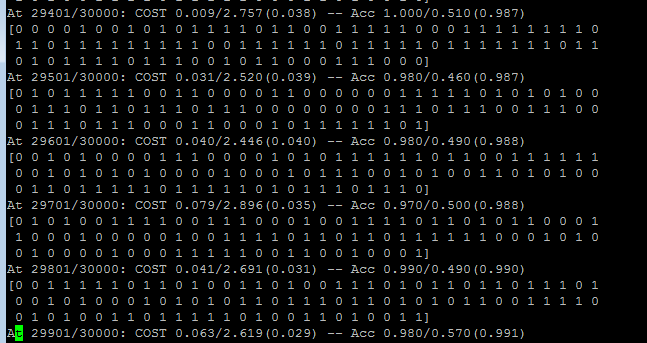 At 29401/30000: COST 0.009/2.757(0.038) -- Acc 1.000/0.510(0.987)
[0 0 0 0 1 0 0 1 0 1 0 1 1 1 1 0 1 1 0 0 1 1 1 1 1 0 0 0 1 1 1 1 1 1 1 1 0
1 1 0 1 1 1 1 1 1 1 0 1 0 1 1 1 1 0 1 1 1 1 0 1 1 1 1 0 1 1 1 1 1 0 0 1 1
0 1 0 1 0 1 1 1 0 1 1 1 1 0 1 1 0 0 0 1 1 1 0 0 0]
At 29501/30000: COST 0.031/2.520(0.039) -- Acc 0.980/0.460(0.987)
[0 1 0 0 1 1 0 1 1 1 1 0 0 0 0 0 0 1 1 0 0 0 1 1 1 1 1 1 1 0 1 0 1 0 1 0 0
0 1 1 1 0 1 1 0 1 1 1 0 0 0 0 0 1 0 0 0 0 0 0 1 1 0 1 1 1 0 0 1 1 1 0 0
0 1 1 1 0 1 1 1 0 0 0 1 1 0 0 0 1 0 1 1 1 1 1 1 0 1]
At 29601/30000: COST 0.040/2.446(0.040) -- Acc 0.980/0.490(0.988)
[0 0 1 0 1 0 0 0 0 1 1 0 0 0 0 1 0 0 1 1 1 1 1 1 0 1 1 0 0 1 1 1 1 1 1
0 0 1 0 0 1 0 1 1 1 1 1 1 0 1 1 0 0 1 1 0 1 0 0 0 1 0 0 1 1 0 1 0 1 0 0
0 1 1 0 1 1 1 1 0 1 1 1 1 1 0 1 1 0 1 1 1 0 1 1 1 0]
At 29701/30000: COST 0.079/2.896(0.035) -- Acc 0.970/0.500(0.988)
[0 1 0 1 0 0 1 1 1 1 0 0 1 1 1 0 0 0 1 0 0 1 1 1 1 0 1 1 0 1 0 1 1 0 0 0 1
1 0 0 0 1 0 0 0 0 1 0 1 1 0 1 1 1 0 1 0 1 1 0 1 1 1 1 1 1 0 0 0 1 0 1 0
0 1 0 0 0 0 1 0 0 0 1 1 1 1 0 1 1 0 0 1 1 0 0 0 1]
At 29801/30000: COST 0.041/2.691(0.031) -- Acc 0.990/0.490(0.990)
[0 0 1 1 1 1 1 0 1 1 0 1 0 0 1 0 1 1 1 1 0 0 0 1 1 0 1 1 0 1 1 0 1 1 1 0 1
0 0 1 0 1 0 0 1 0 1 0 1 1 1 0 0 1 1 0 0 0 1 0 1 1 0 1 1 0 0 1 1 1 1 0
0 1 0 1 0 0 1 0 1 1 1 1 1 0 0 1 1 0 1 0 0 1 1]
At 29901/30000: COST 0.063/2.619(0.029) -- Acc 0.980/0.570(0.991)